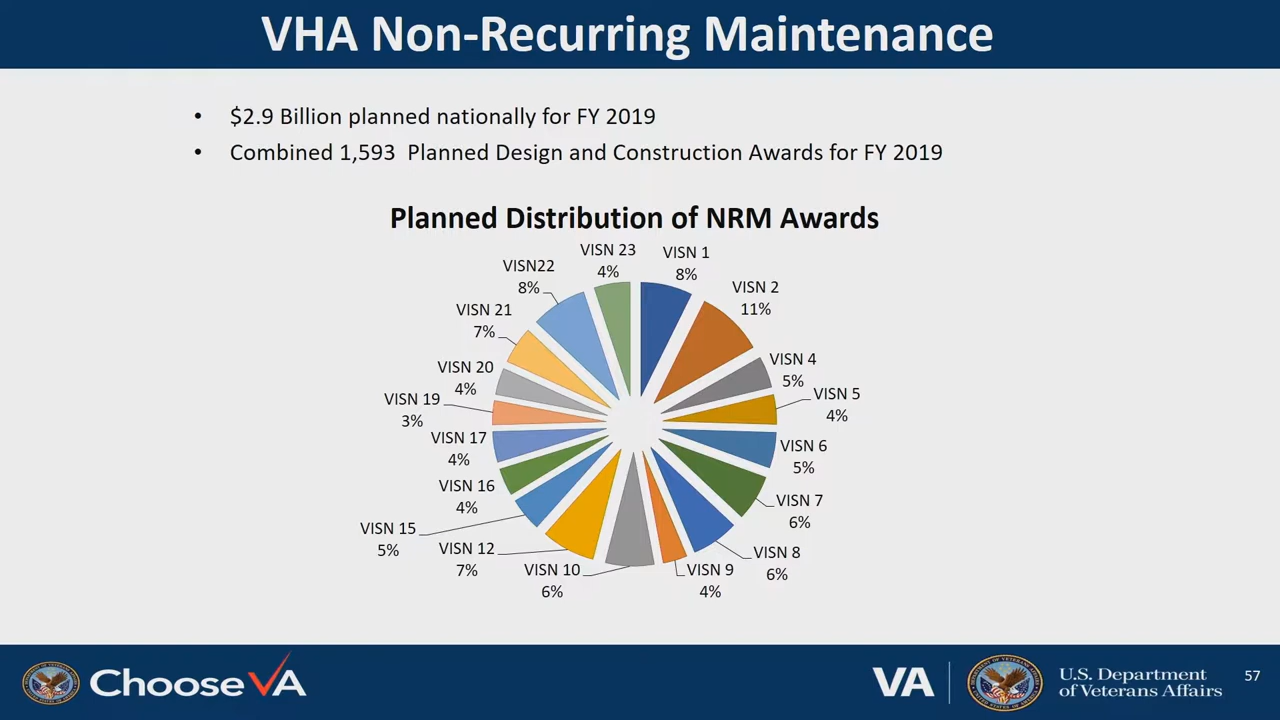 VHA Non-Recurring Maintenance
• $2.9 Billion planned nationally for FY 2019
• Combined 1,593 Planned Design and Construction Awards for FY 2019
Planned Distribution of NRM Awards
VISN 1
8%
VISN 2
11%
VISN 4
5%
VISN 5
4%
VISN 6
5%
VISN 7
6%
VISN 8
6%
VISN 9
4%
VISN 10
6%
VISN 12
7%
VISN 15
5%
VISN 16
4%
VISN 17
4%
VISN 19
3%
VISN 20
4%
VISN 21
7%
VISN22
8%
VISN 23
4%
Choose VA
VA
U.S. Department
of Veterans Affairs
57